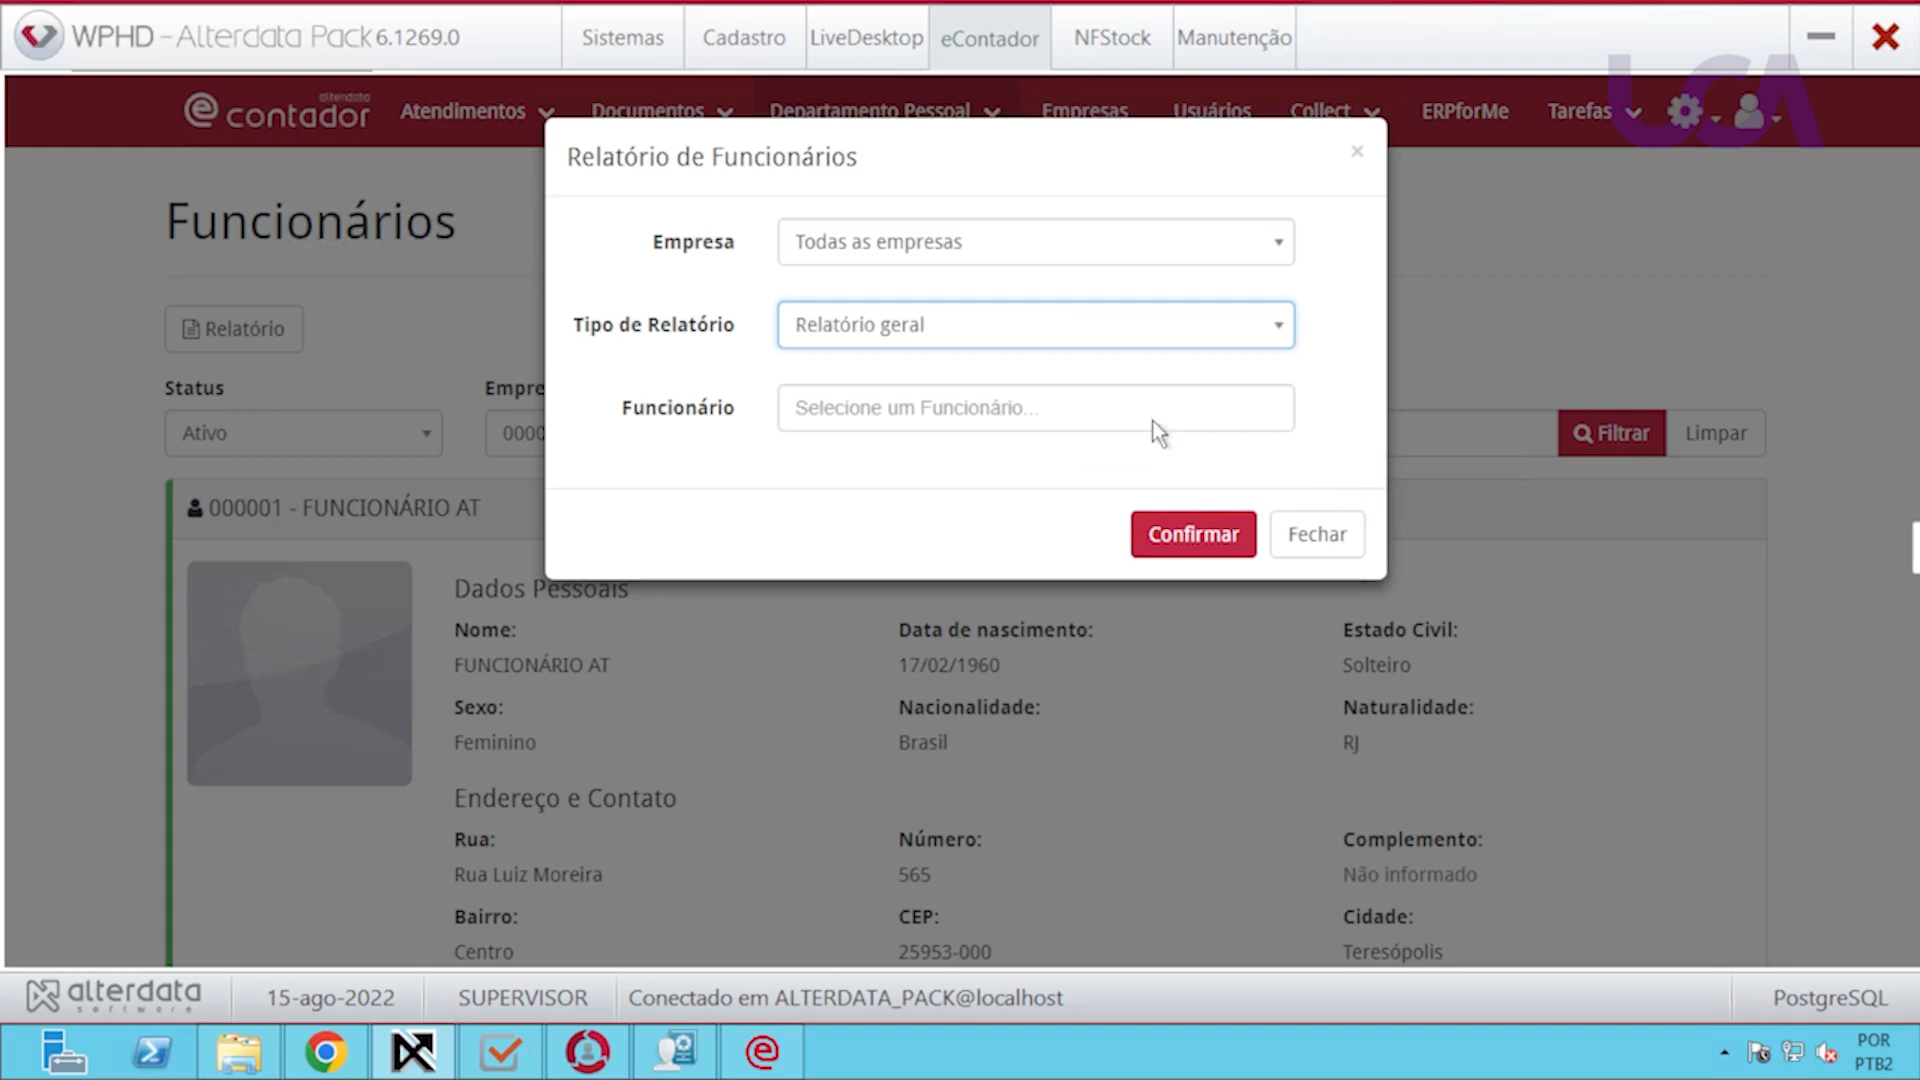 WPHD - Alterdata Pack 6.1269.0
Sistemas
Cadastro
LiveDesktop
eContador
NFStock
Manutenção
UCA
alterdata
e contador
Atendimentos
Documentos
Departamento Pessoal
Empresas
Usuários
Collect
ERPforMe
Tarefas
Relatório de Funcionários
×
Funcionários
Empresa
Todas as empresas
Relatório
Tipo de Relatório
Relatório geral
Status
Empre
Funcionário
Selecione um Funcionário...
Ativo
0000
Filtrar
Limpar
000001 - FUNCIONÁRIO AT
Confirmar
Fechar
Dados Pessoais
Nome:
Data de nascimento:
Estado Civil:
FUNCIONÁRIO AT
17/02/1960
Solteiro
Sexo:
Nacionalidade:
Naturalidade:
Feminino
Brasil
RJ
Endereço e Contato
Rua:
Número:
Complemento:
Rua Luiz Moreira
565
Não informado
Bairro:
CEP:
Cidade:
Centro
25953-000
Teresópolis
alterdata
software
15-ago-2022
SUPERVISOR
Conectado em ALTERDATA_PACK@localhost
PostgreSQL
POR
PTB2